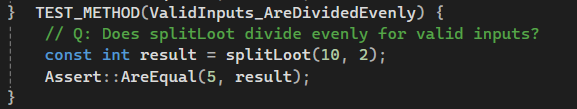 } TEST_METHOD(ValidInputs_AreDividedEvenly) {
// Q: Does splitLoot divide evenly for valid inputs?
const int result = splitLoot(10, 2);
Assert::AreEqual(5, result);
}